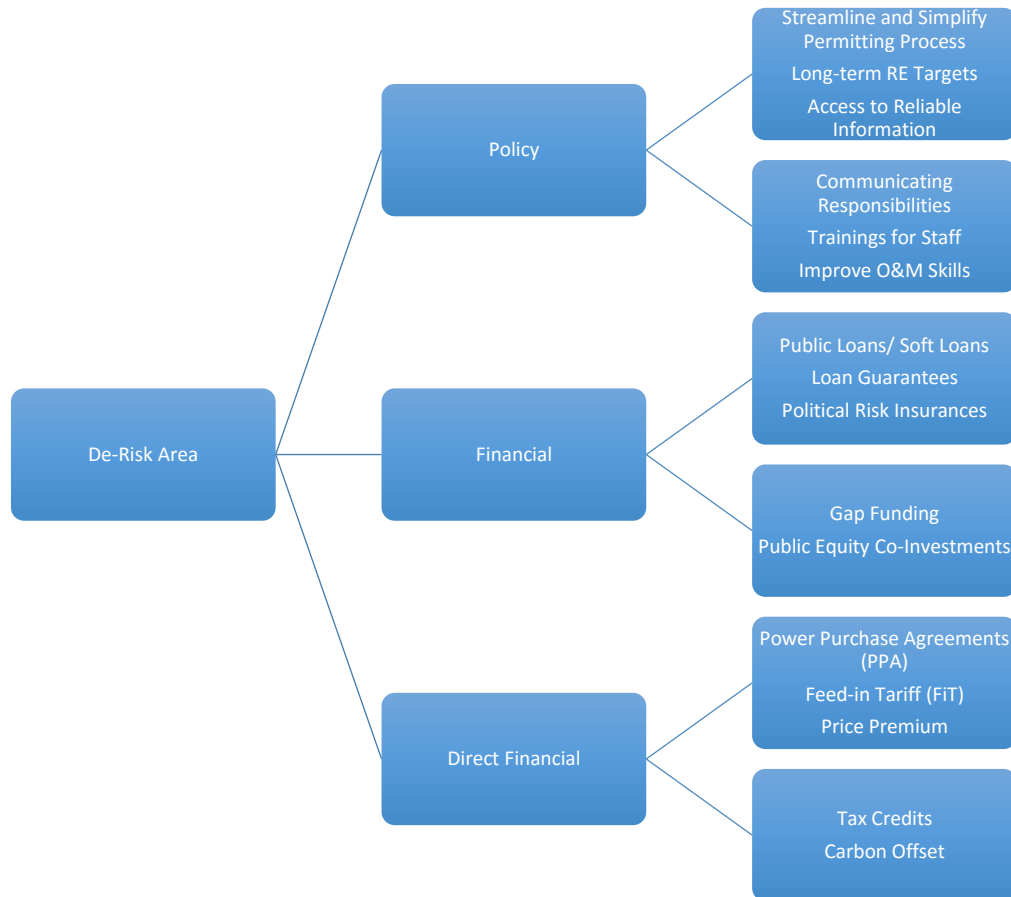 De-Risk Area
Policy
Streamline and Simplify
Permitting Process
Long-term RE Targets
Access to Reliable
Information
Communicating
Responsibilities
Trainings for Staff
Improve O&M Skills
Financial
Public Loans/ Soft Loans
Loan Guarantees
Political Risk Insurances
Gap Funding
Public Equity Co-Investments
Direct Financial
Power Purchase Agreements
(PPA)
Feed-in Tariff (FiT)
Price Premium
Tax Credits
Carbon Offset